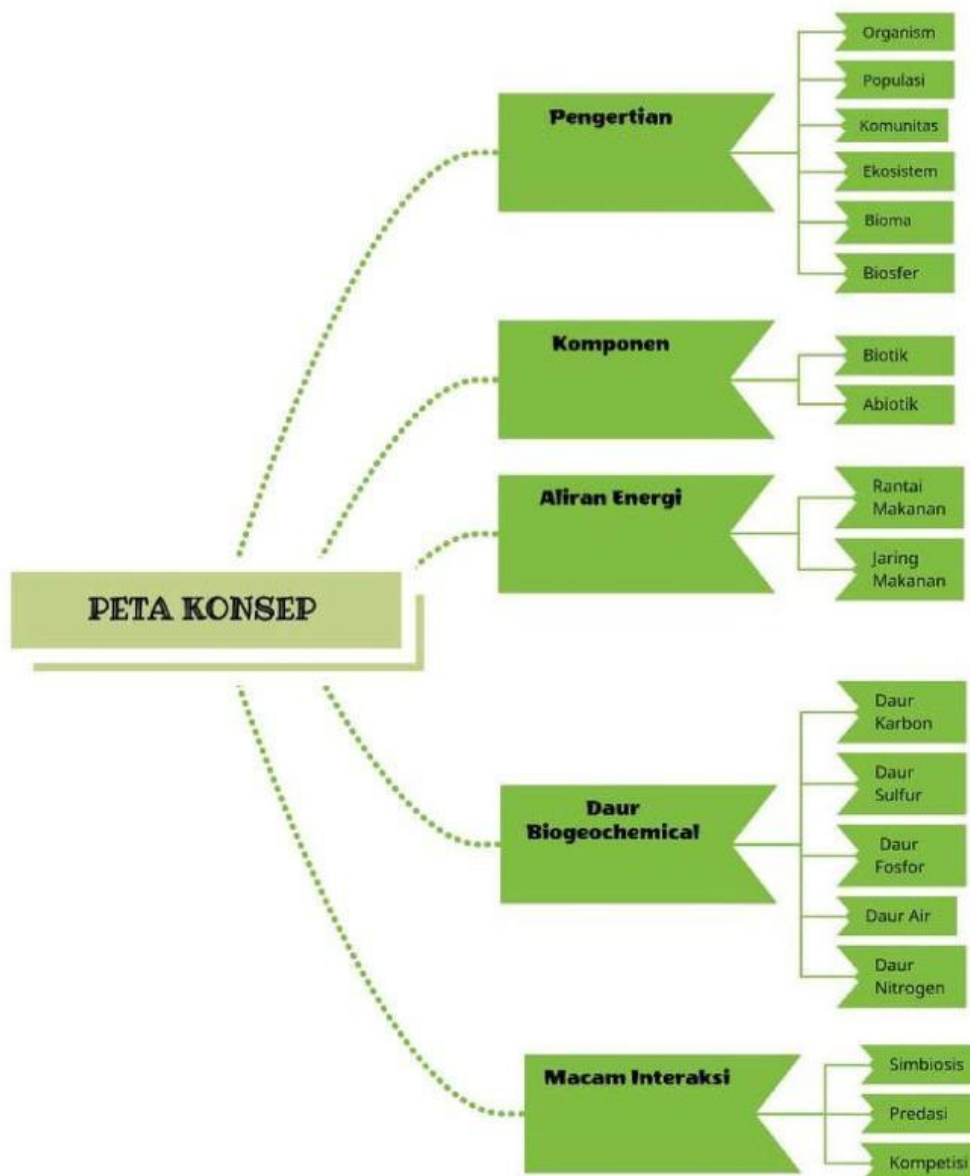 PETA KONSEP
Pengertian
Organism
Populasi
Komunitas
Ekosistem
Bioma
Biosfer
Komponen
Biotik
Abiotik
Aliran Energi
Rantai
Makanan
Jaring
Makanan
Daur
Biogeochemical
Daur
Karbon
Daur
Sulfur
Daur
Fosfor
Daur Air
Daur
Nitrogen
Macam Interaksi
Simbiosis
Predasi
Kompetisi